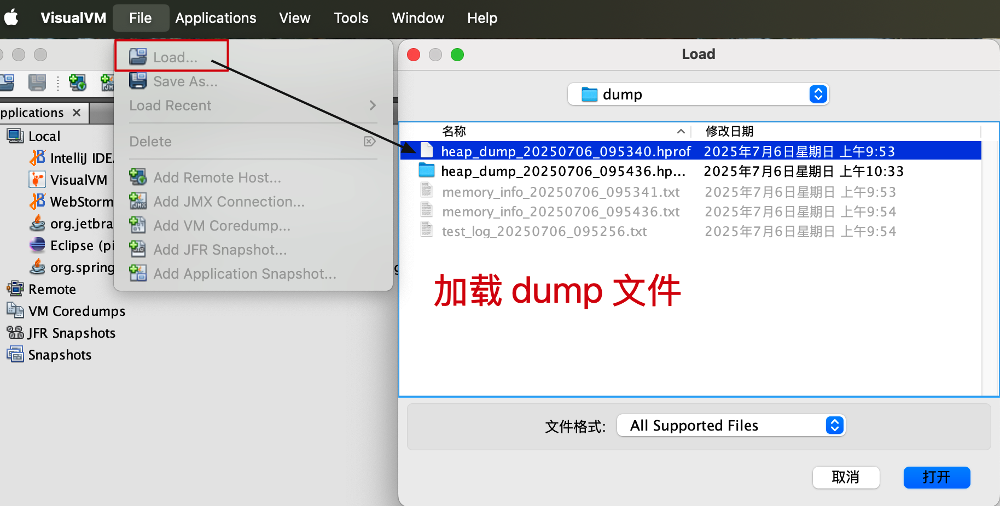 VisualVM File Applications View Tools Window Help
Load...
Save As...
Load Recent
Delete
Add Remote Host...
Add JMX Connection...
Add VM Coredump...
Add JFR Snapshot...
Add Application Snapshot...
pplications
Local
IntelliJ IDE
VisualVM
WebStorm
org.jetbra
Eclipse (pi
org.spring
Remote
VM Coredumps
JFR Snapshots
Snapshots
Load
dump
名称 修改日期
heap_dump_20250706_095340.hprof 2025年7月6日星期日 上午9:53
heap_dump_20250706_095436.hp... 2025年7月6日星期日 上午10:33
memory_info_20250706_095341.txt 2025年7月6日星期日 上午9:53
memory_info_20250706_095436.txt 2025年7月6日星期日 上午9:54
test_log_20250706_095256.txt 2025年7月6日星期日 上午9:54
加载 dump 文件
文件格式: All Supported Files
取消 打开